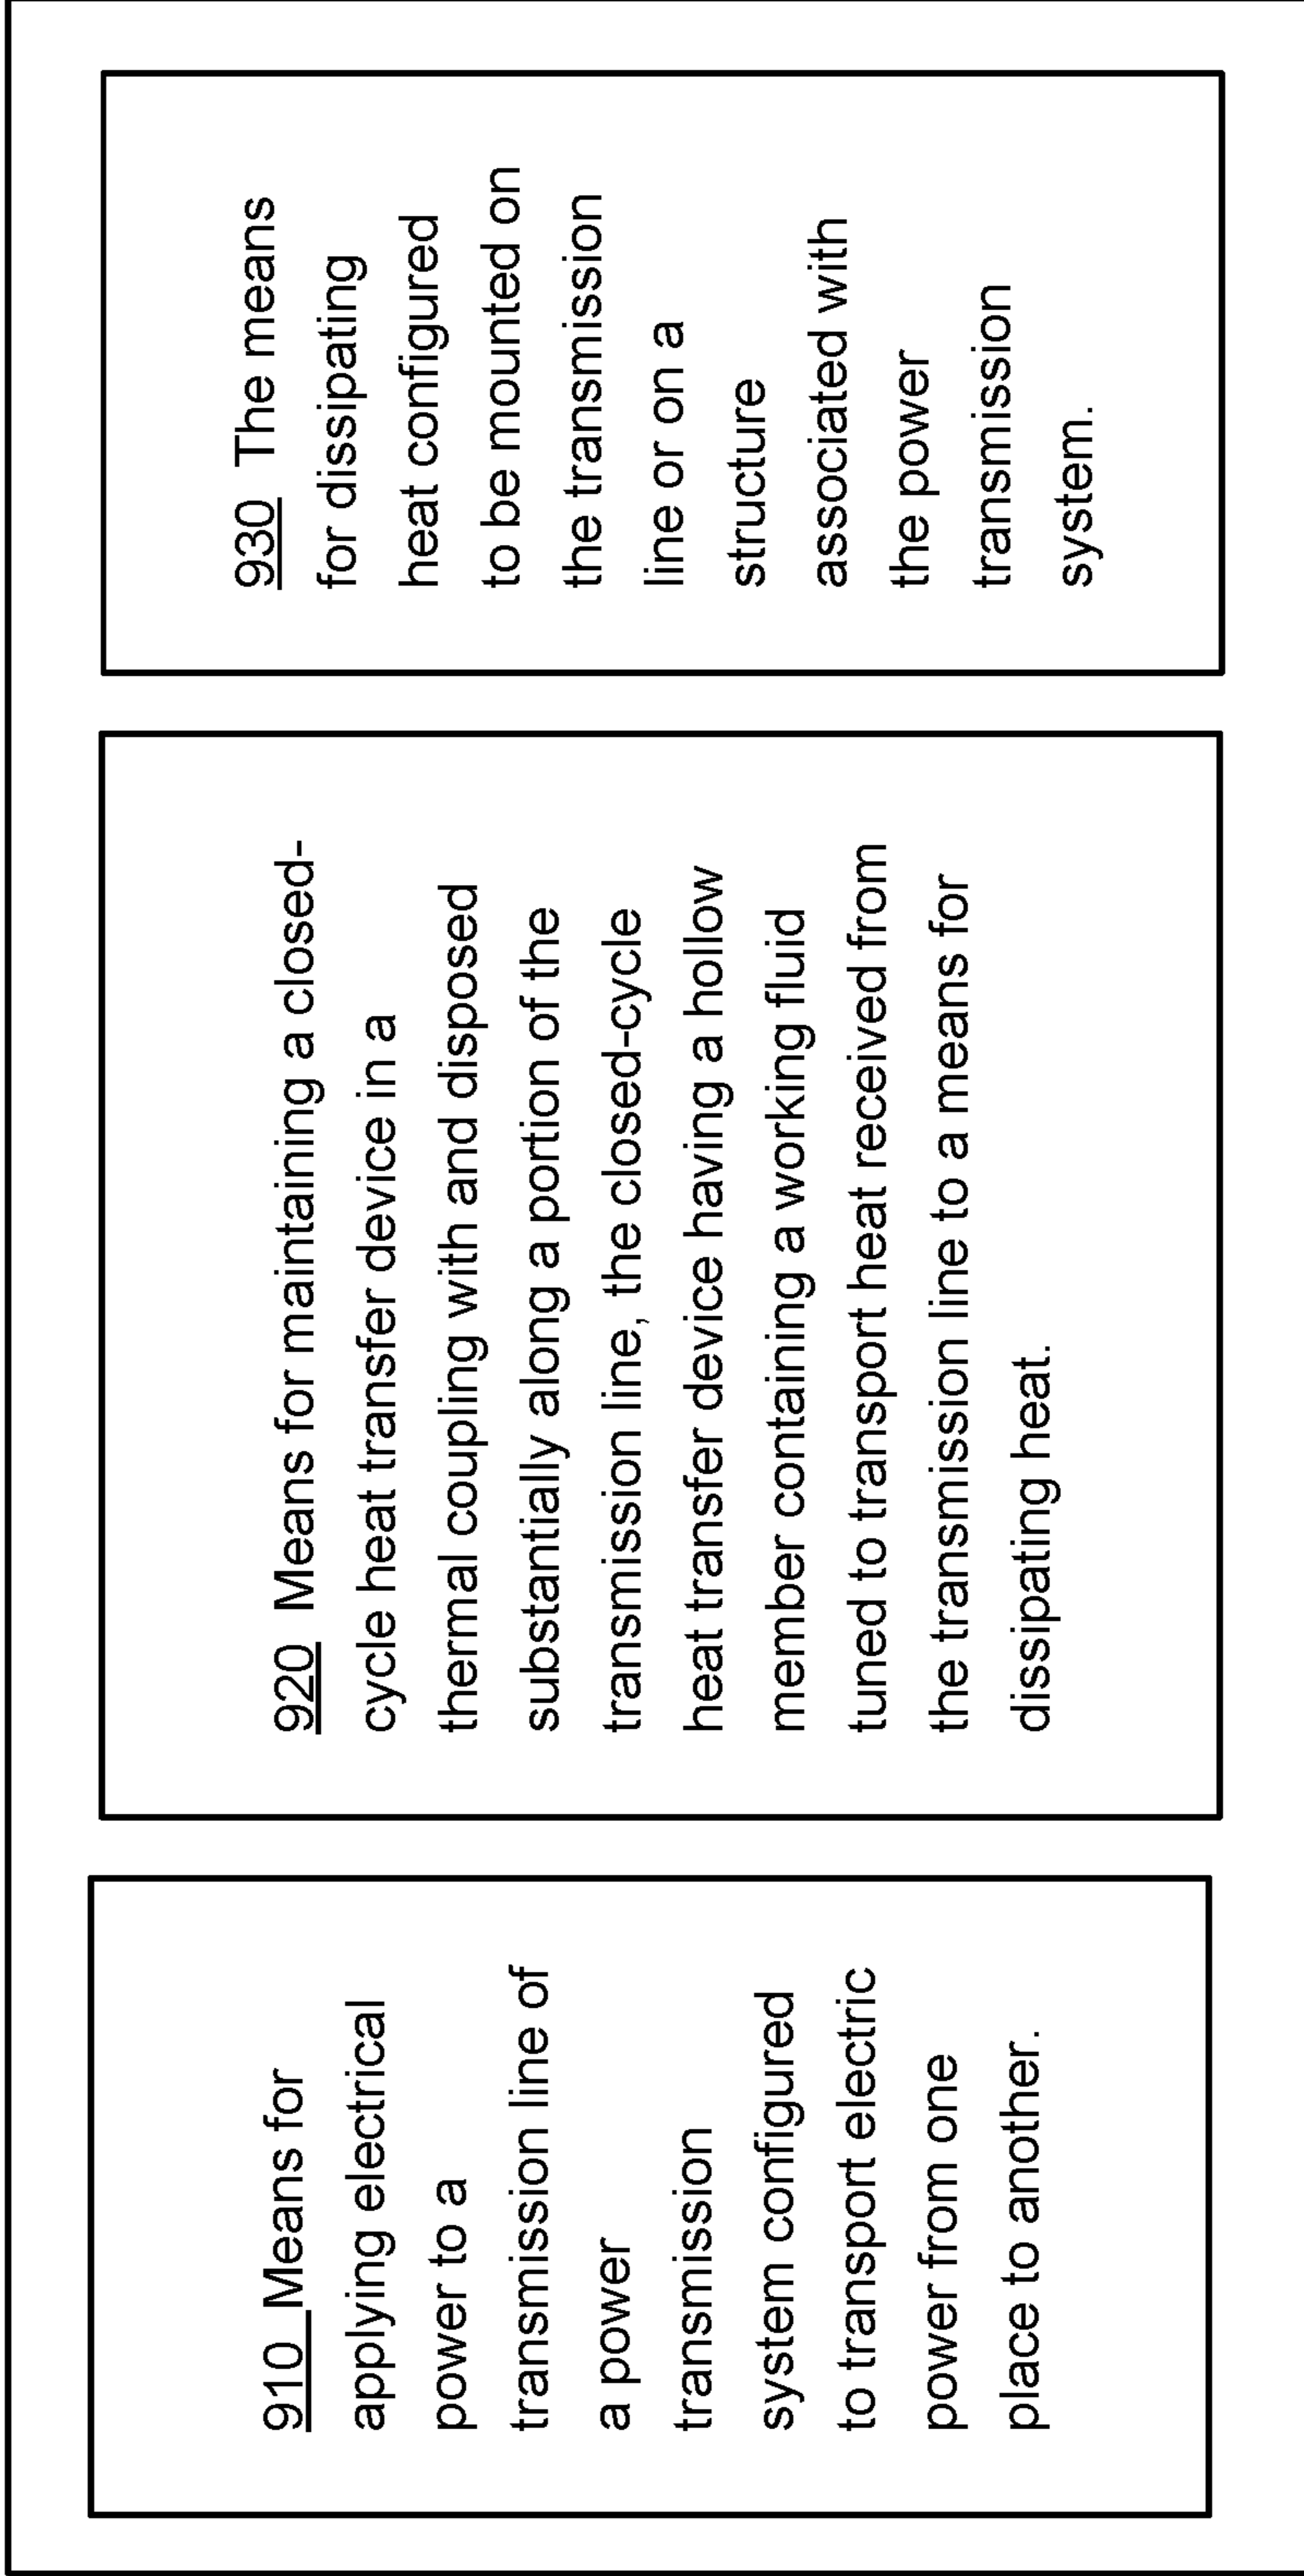 910 Means for
applying electrical
power to a
transmission line of
a power
transmission
system configured
to transport electric
power from one
place to another.
920 Means for maintaining a closed-
cycle heat transfer device in a
thermal coupling with and disposed
substantially along a portion of the
transmission line, the closed-cycle
heat transfer device having a hollow
member containing a working fluid
tuned to transport heat received from
the transmission line to a means for
dissipating heat.
930 The means
for dissipating
heat configured
to be mounted on
the transmission
line or on a
structure
associated with
the power
transmission
system.